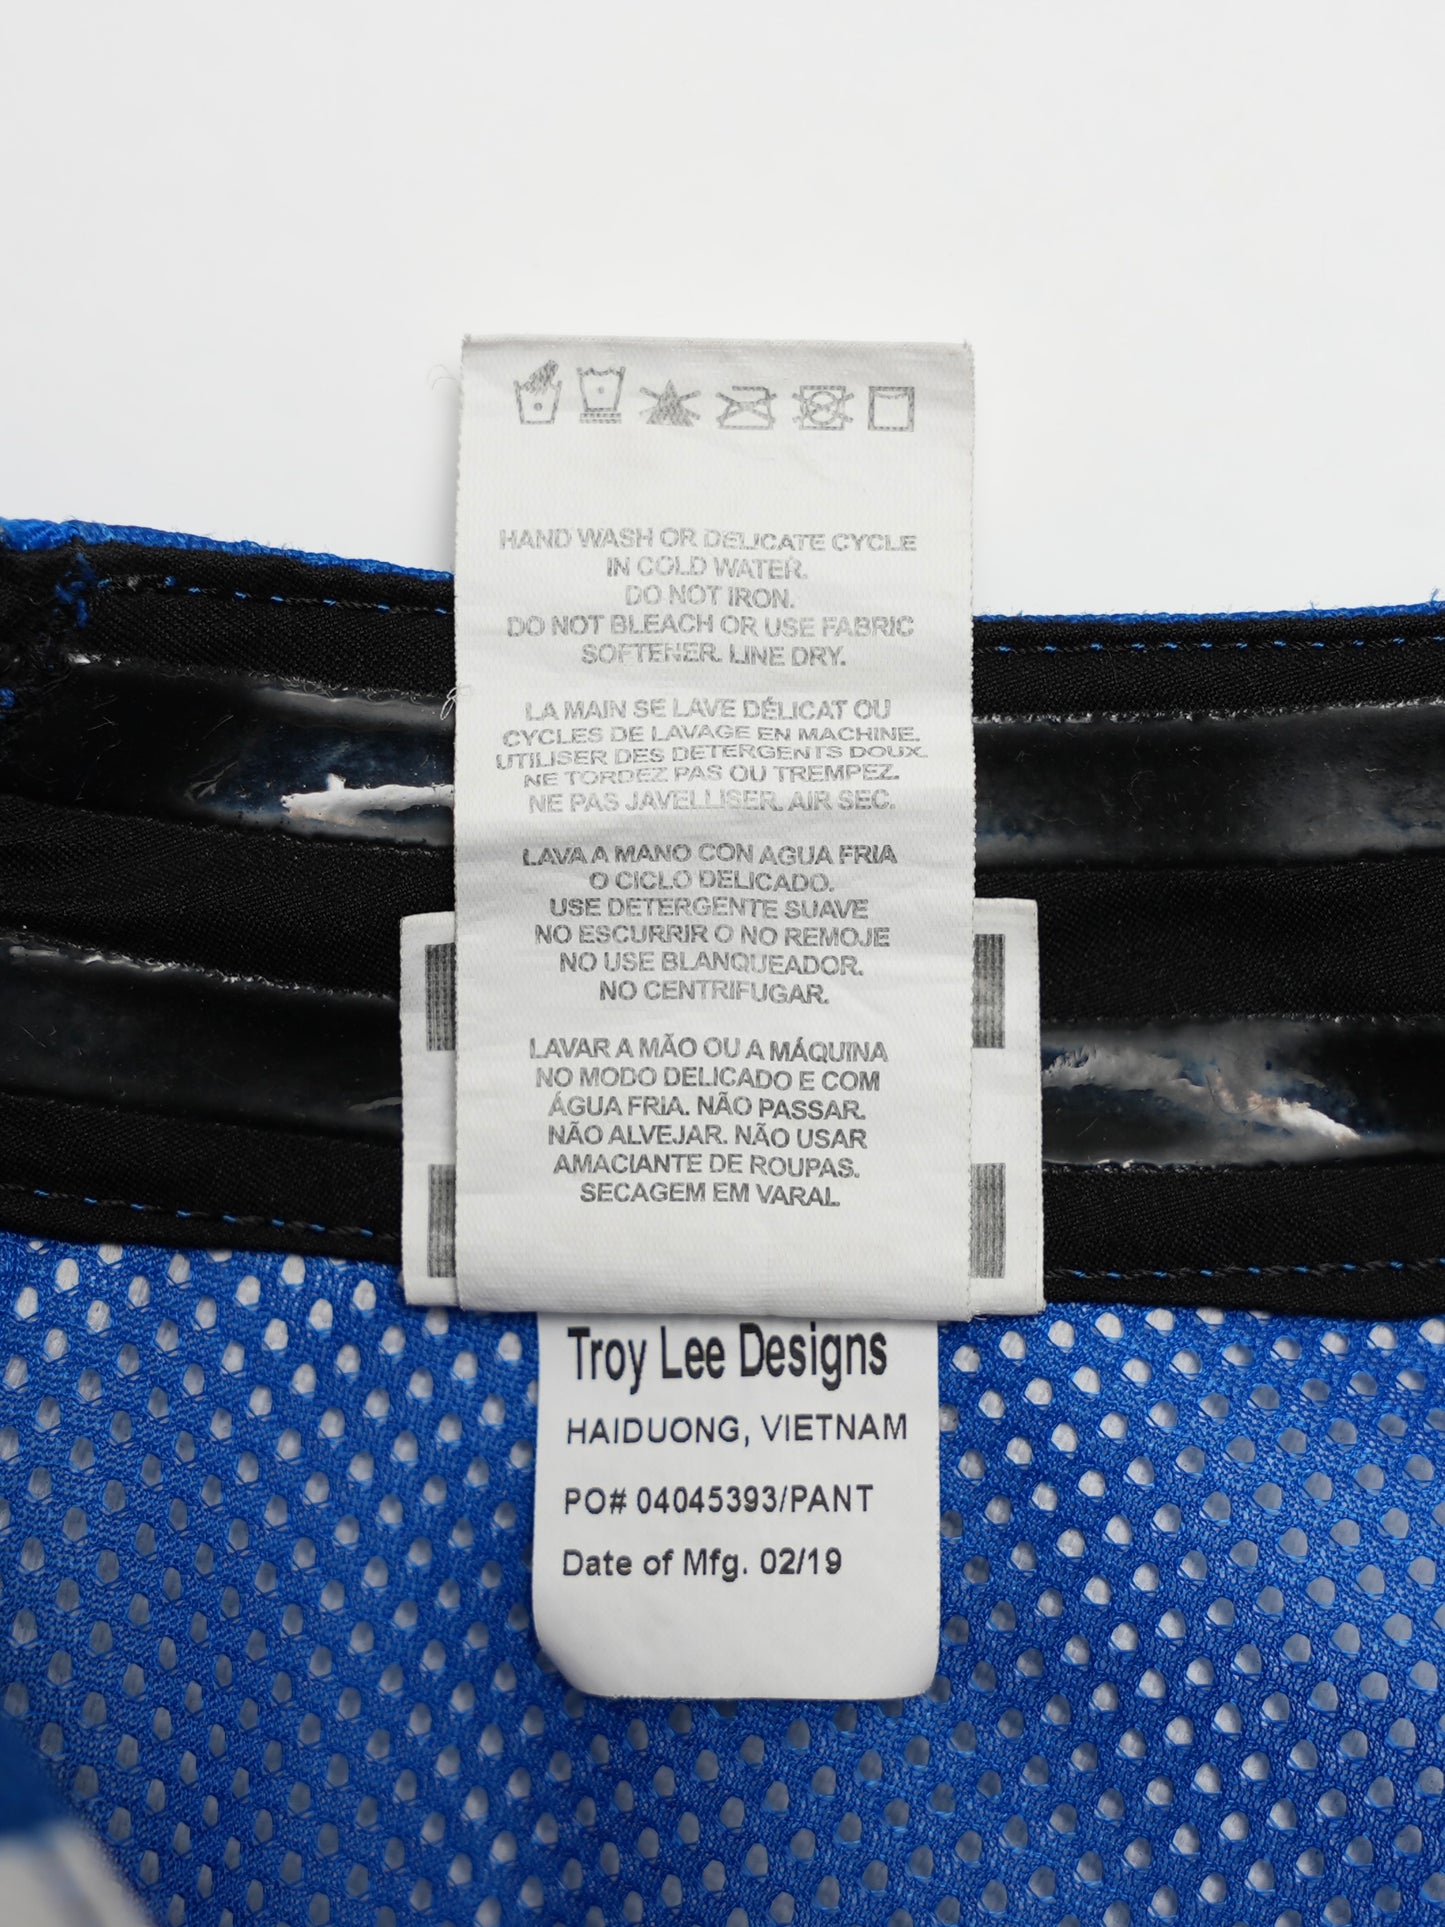 HAND WASH OR DELICATE CYCLE
IN COLD WATER.
DO NOT IRON.
DO NOT BLEACH OR USE FABRIC
SOFTENER. LINE DRY.
LA MAIN SE LAVE DÉLICAT OU
CYCLES DE LAVAGE EN MACHINE.
UTILISER DES DETERGENTS DOUX.
NE TORDEZ PAS OU TREMPEZ.
NE PAS JAVELLISER. AIR SEC.
LAVA A MANO CON AGUA FRIA
O CICLO DELICADO.
USE DETERGENTE SUAVE
NO ESCURRIR O NO REMOJE
NO USE BLANQUEADOR.
NO CENTRIFUGAR.
LAVAR A MÃO OU A MÁQUINA
NO MODO DELICADO E COM
ÁGUA FRIA. NÃO PASSAR.
NÃO ALVEJAR. NÃO USAR
AMACIANTE DE ROUPAS.
SECAGEM EM VARAL
Troy Lee Designs
HAIDUONG, VIETNAM
PO# 04045393/PANT
Date of Mfg. 02/19